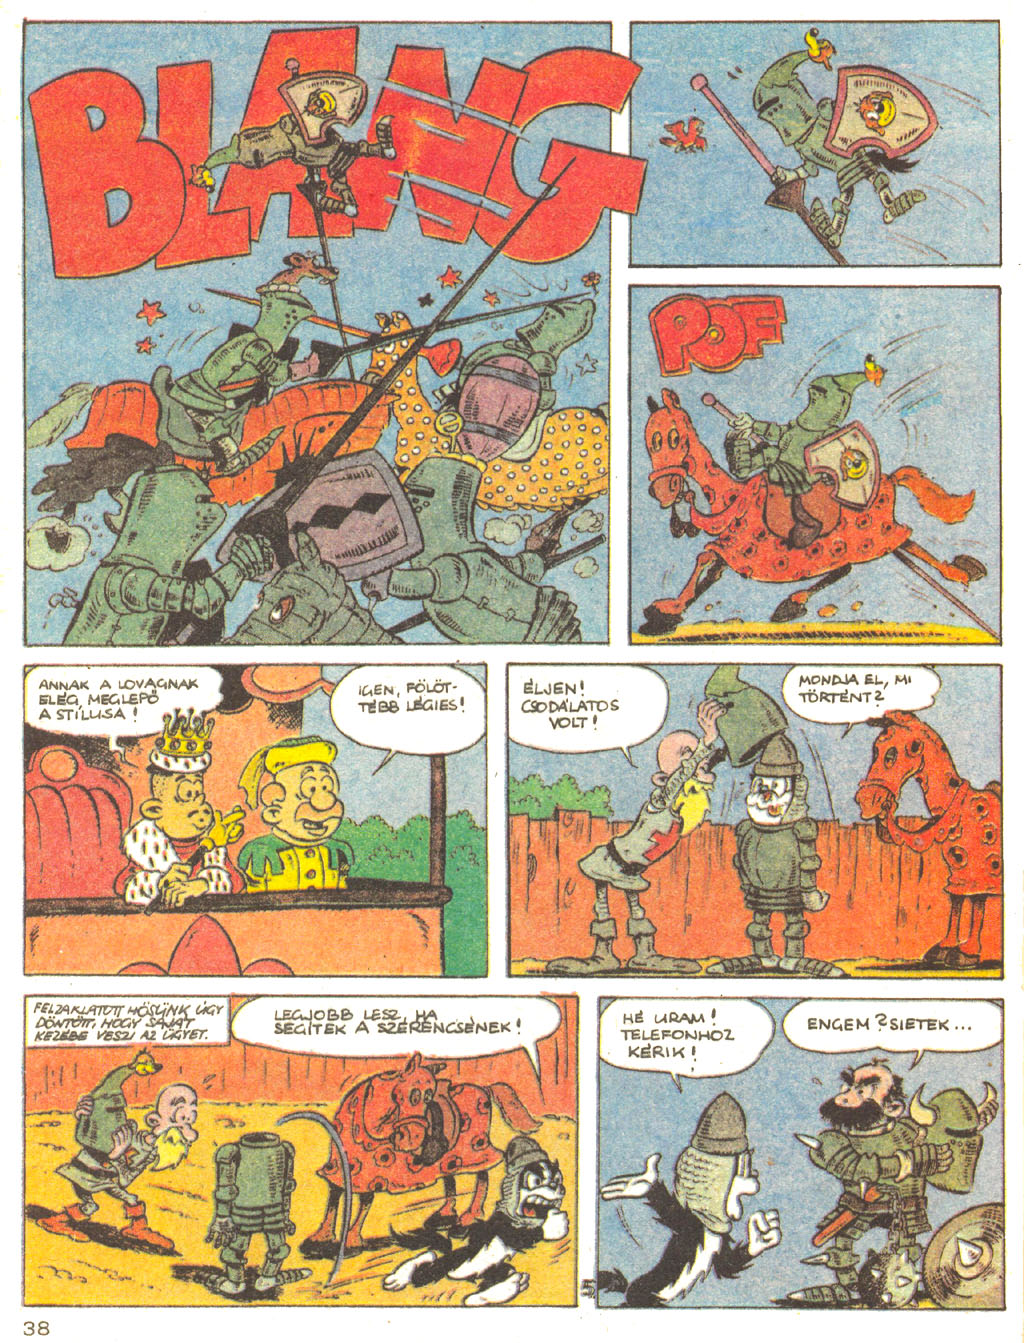 BLANG
POF
ANNAK A LOVAGNAK
ELÉG MEGLEPŐ
A STÍLUSA!
IGEN, FÖLÖT-
TÉBB LÉGIES!
ÉLJEN!
CSODÁLATOS
VOLT!
MONDJA EL, MI
TÖRTÉNT?
FELZAKLATOTT HŐSÜNK ÚGY
DÖNTÖTT, HOGY SAJÁT
KEZÉBE VESZI AZ ÜGYET.
LEGJOBB LESZ, HA
SEGÍTEK A SZERENCSÉNEK!
HÉ URAM!
TELEFONHOZ
KÉRIK!
ENGEM? SIETEK...
5
38